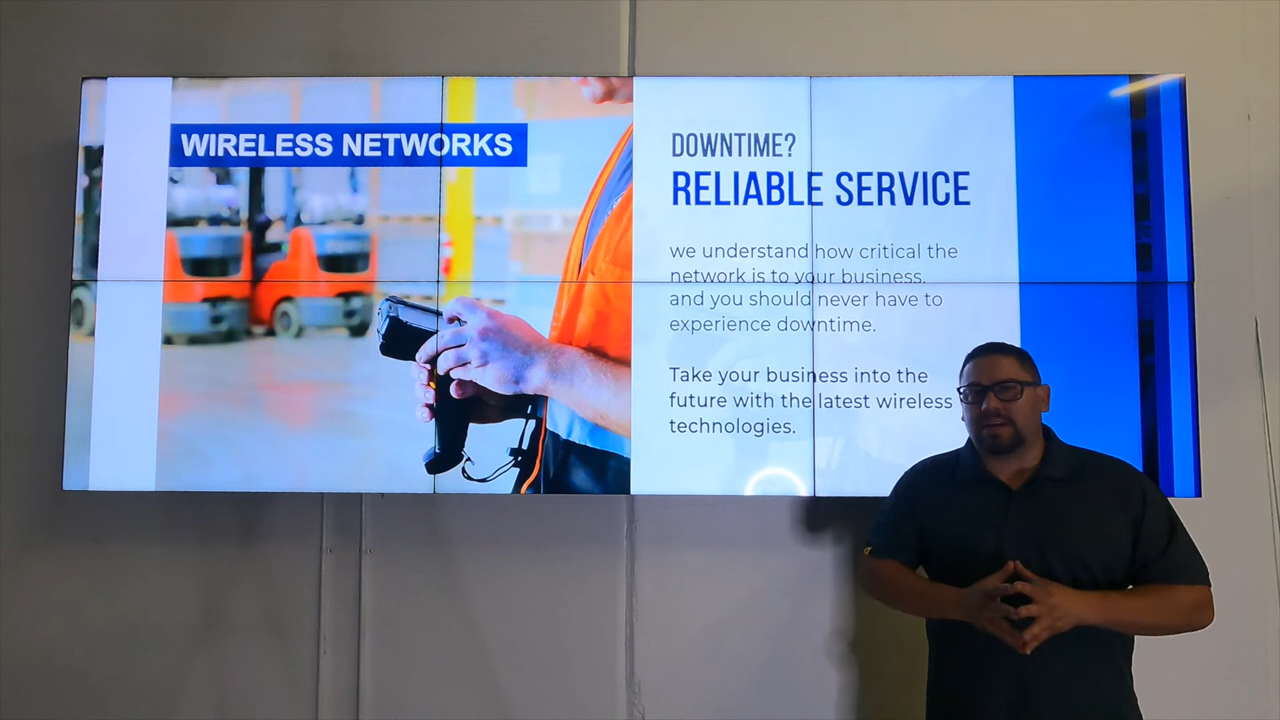 WIRELESS NETWORKS
DOWNTIME?
RELIABLE SERVICE
we understand how critical the
network is to your business.
and you should never have to
experience downtime.
Take your business into the
future with the latest wireless
technologies.